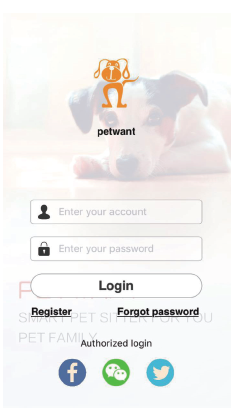 petwant
Enter your account
Enter your password
Login
Register Forgot password
SMART PET SITTER FOR YOU
PET FAMILY
Authorized login